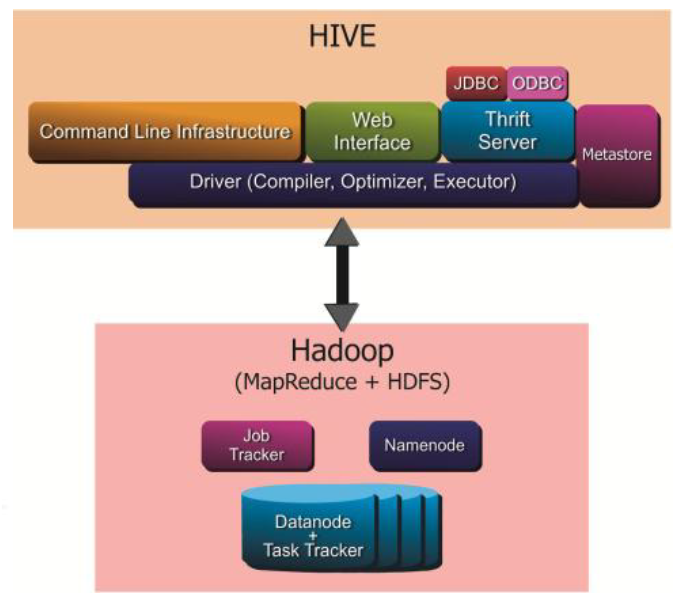 HIVE
JDBC ODBC
Command Line Infrastructure
Web
Interface
Thrift
Server
Metastore
Driver (Compiler, Optimizer, Executor)
Hadoop
(MapReduce + HDFS)
Job
Tracker
Namenode
Datanode
+
Task Tracker